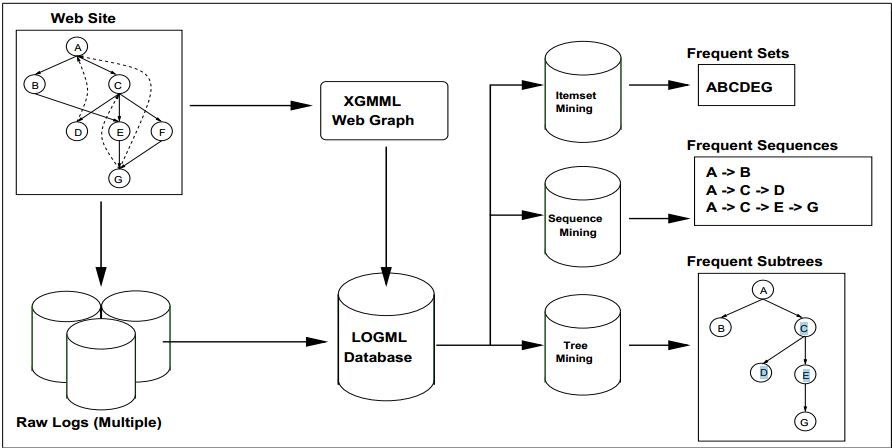 Web Site
A
B
C
D
E
F
G
XGMML
Web Graph
Raw Logs (Multiple)
LOGML
Database
Itemset
Mining
Sequence
Mining
Tree
Mining
Frequent Sets
ABCDEG
Frequent Sequences
A -> B
A -> C -> D
A -> C -> E -> G
Frequent Subtrees
A
B
C
D
E
G